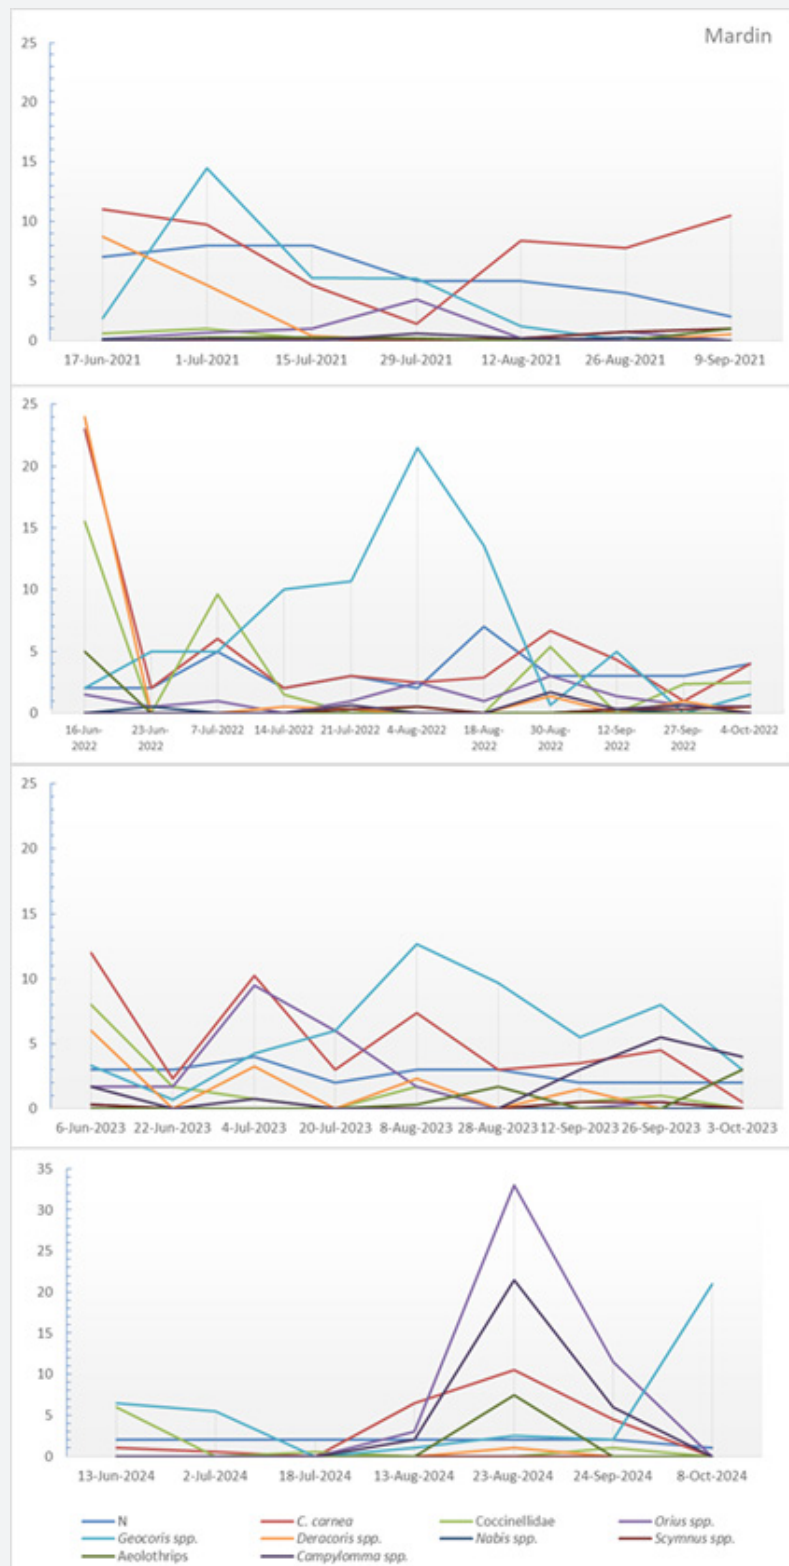 Mardin
25
20
15
10
5
0
17-Jun-2021 1-Jul-2021 15-Jul-2021 29-Jul-2021 12-Aug-2021 26-Aug-2021 9-Sep-2021
25
20
15
10
5
0
16-Jun- 23-Jun- 7-Jul-2022 14-Jul-2022 21-Jul-2022 4-Aug-2022 18-Aug- 30-Aug- 12-Sep- 27-Sep- 4-Oct-2022
2022 2022 2022 2022 2022 2022
25
20
15
10
5
0
6-Jun-2023 22-Jun-2023 4-Jul-2023 20-Jul-2023 8-Aug-2023 28-Aug-2023 12-Sep-2023 26-Sep-2023 3-Oct-2023
35
30
25
20
15
10
5
0
13-Jun-2024 2-Jul-2024 18-Jul-2024 13-Aug-2024 23-Aug-2024 24-Sep-2024 8-Oct-2024
N C. carnea Coccinellidae Orius spp.
Geocoris spp. Deracoris spp. Nabis spp. Scymnus spp.
Aeolothrips Campylomma spp.